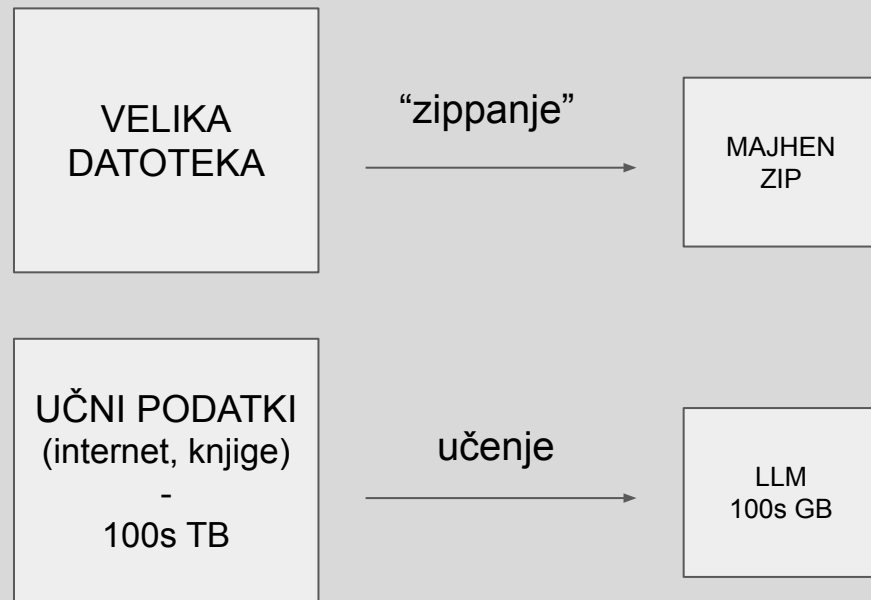 VELIKA
DATOTEKA
“zippanje”
MAJHEN
ZIP
UČNI PODATKI
(internet, knjige)
-
100s TB
učenje
LLM
100s GB